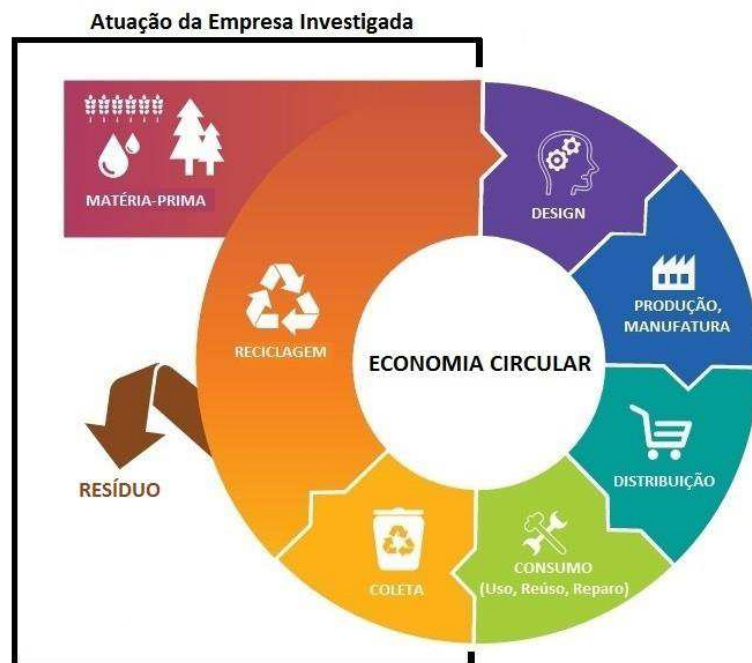 Atuação da Empresa Investigada
MATÉRIA-PRIMA
DESIGN
PRODUÇÃO,
MANUFATURA
RECICLAGEM
ECONOMIA CIRCULAR
DISTRIBUIÇÃO
RESÍDUO
CONSUMO
(Uso, Reúso, Reparo)
COLETA